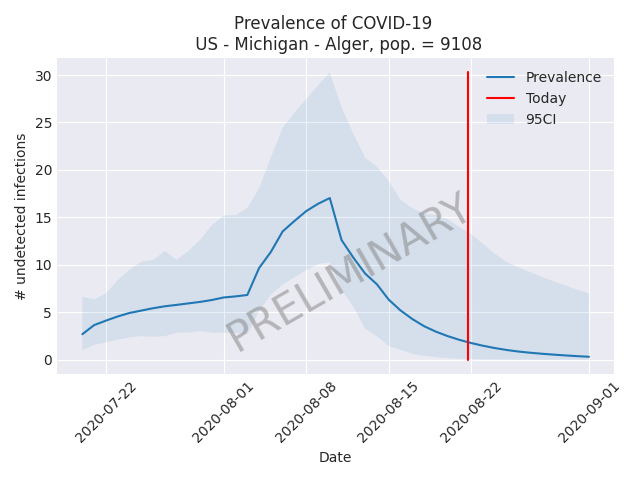 Prevalence of COVID-19
US - Michigan - Alger, pop. = 9108
30
25
20
15
10
5
0
# undetected infections
Prevalence
Today
95CI
PRELIMINARY
2020-07-22
2020-08-01
2020-08-08
2020-08-15
2020-08-22
2020-09-01
Date